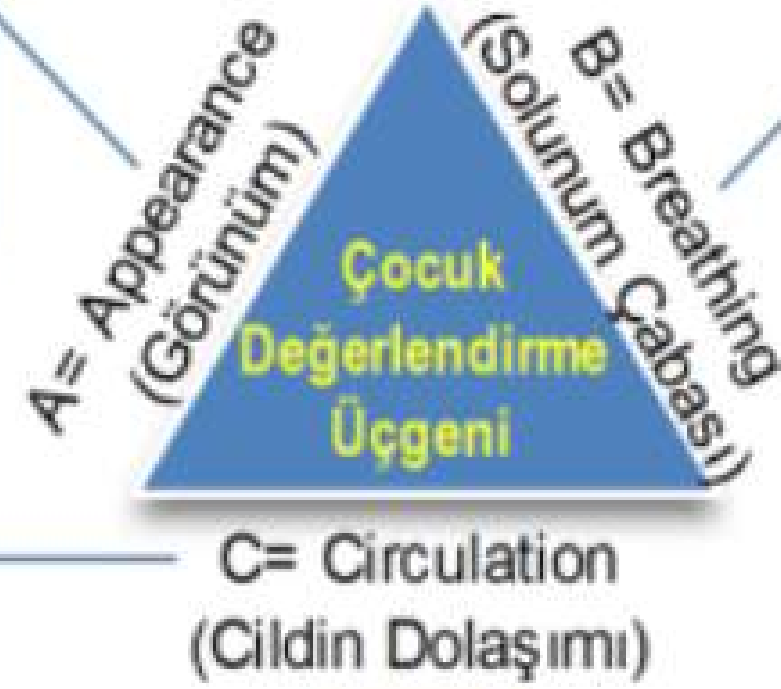 A= Appearance
(Görünüm)
B= Breathing
(Solunum Çabası)
Çocuk
Değerlendirme
Üçgeni
C= Circulation
(Cildin Dolaşımı)